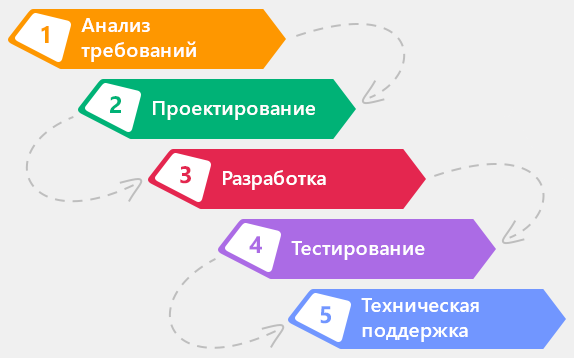 1
Анализ
требований
2
Проектирование
3
Разработка
4
Тестирование
5
Техническая
поддержка